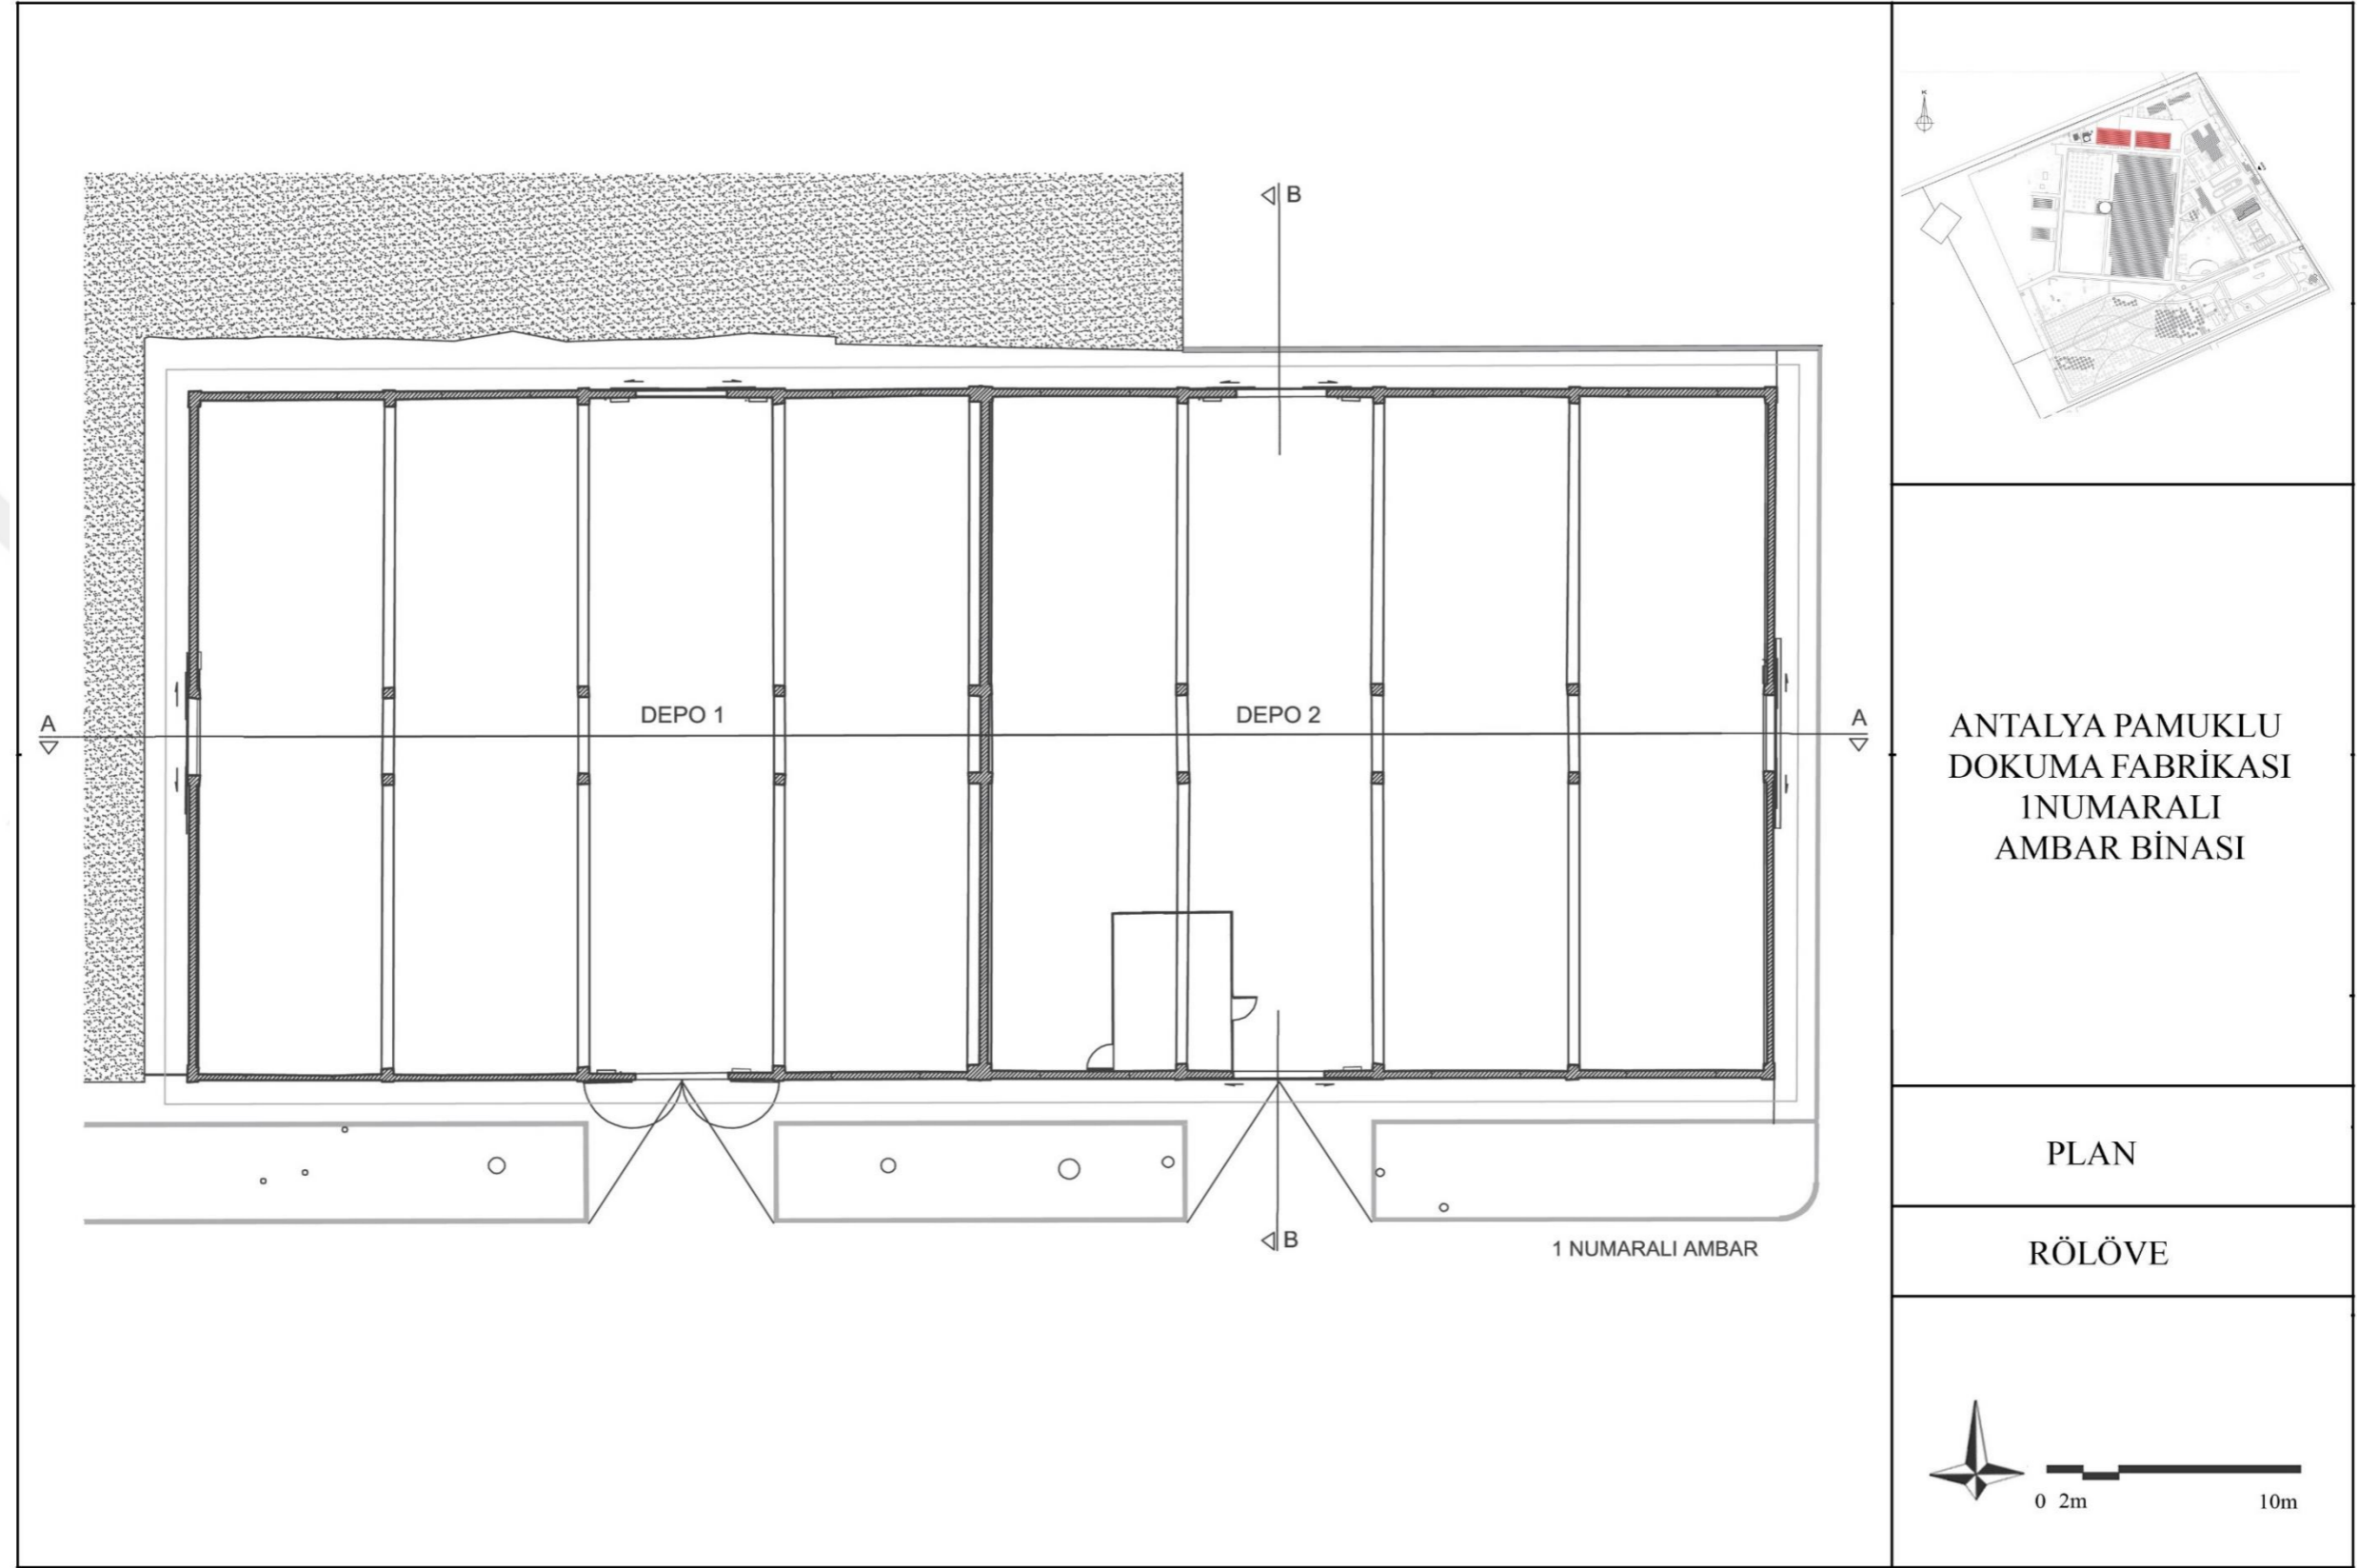 B
DEPO 1
DEPO 2
A
A
B
1 NUMARALI AMBAR
K
ANTALYA PAMUKLU
DOKUMA FABRİKASI
1NUMARALI
AMBAR BİNASI
PLAN
RÖLÖVE
0 2m 10m